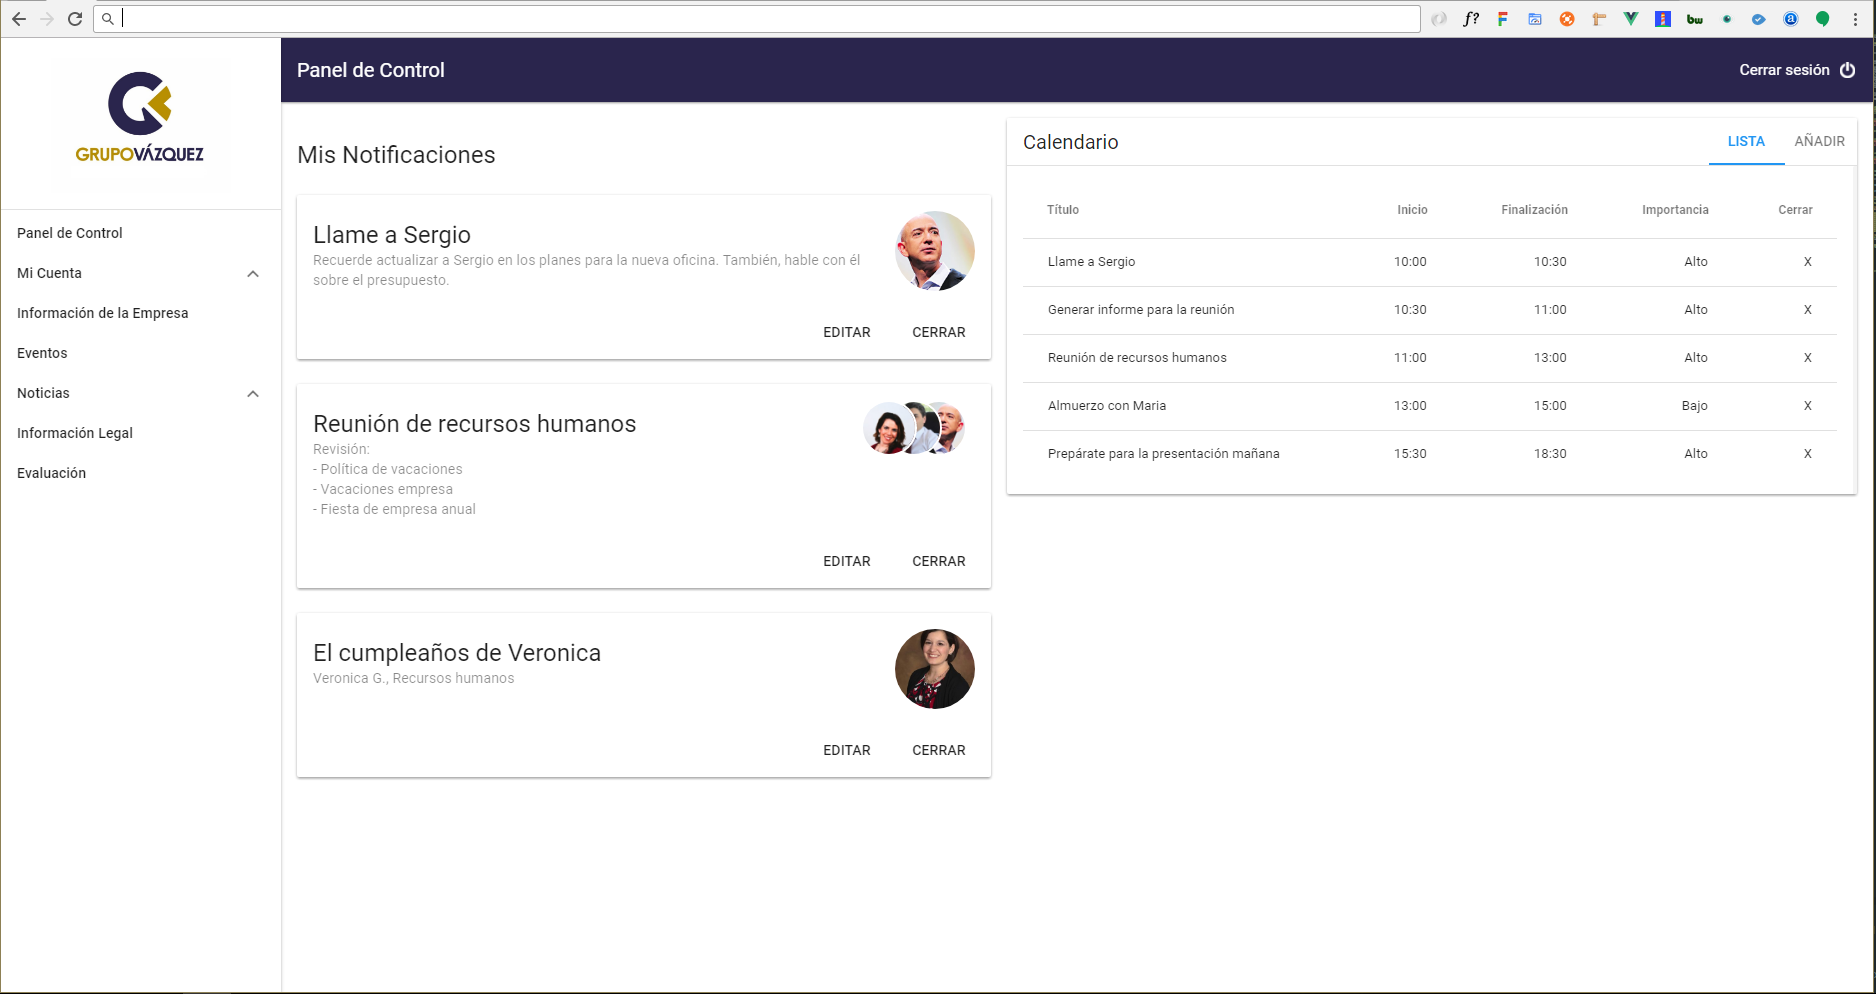 f?
bw
Panel de Control
Cerrar sesión
GRUPOVÁZQUEZ
Panel de Control
Mi Cuenta
Información de la Empresa
Eventos
Noticias
Información Legal
Evaluación
Mis Notificaciones
Llame a Sergio
Recuerde actualizar a Sergio en los planes para la nueva oficina. También, hable con él
sobre el presupuesto.
EDITAR CERRAR
Reunión de recursos humanos
Revisión:
- Política de vacaciones
- Vacaciones empresa
- Fiesta de empresa anual
EDITAR CERRAR
El cumpleaños de Veronica
Veronica G., Recursos humanos
EDITAR CERRAR
Calendario LISTA AÑADIR
Título Inicio Finalización Importancia Cerrar
Llame a Sergio 10:00 10:30 Alto X
Generar informe para la reunión 10:30 11:00 Alto X
Reunión de recursos humanos 11:00 13:00 Alto X
Almuerzo con Maria 13:00 15:00 Bajo X
Prepárate para la presentación mañana 15:30 18:30 Alto X